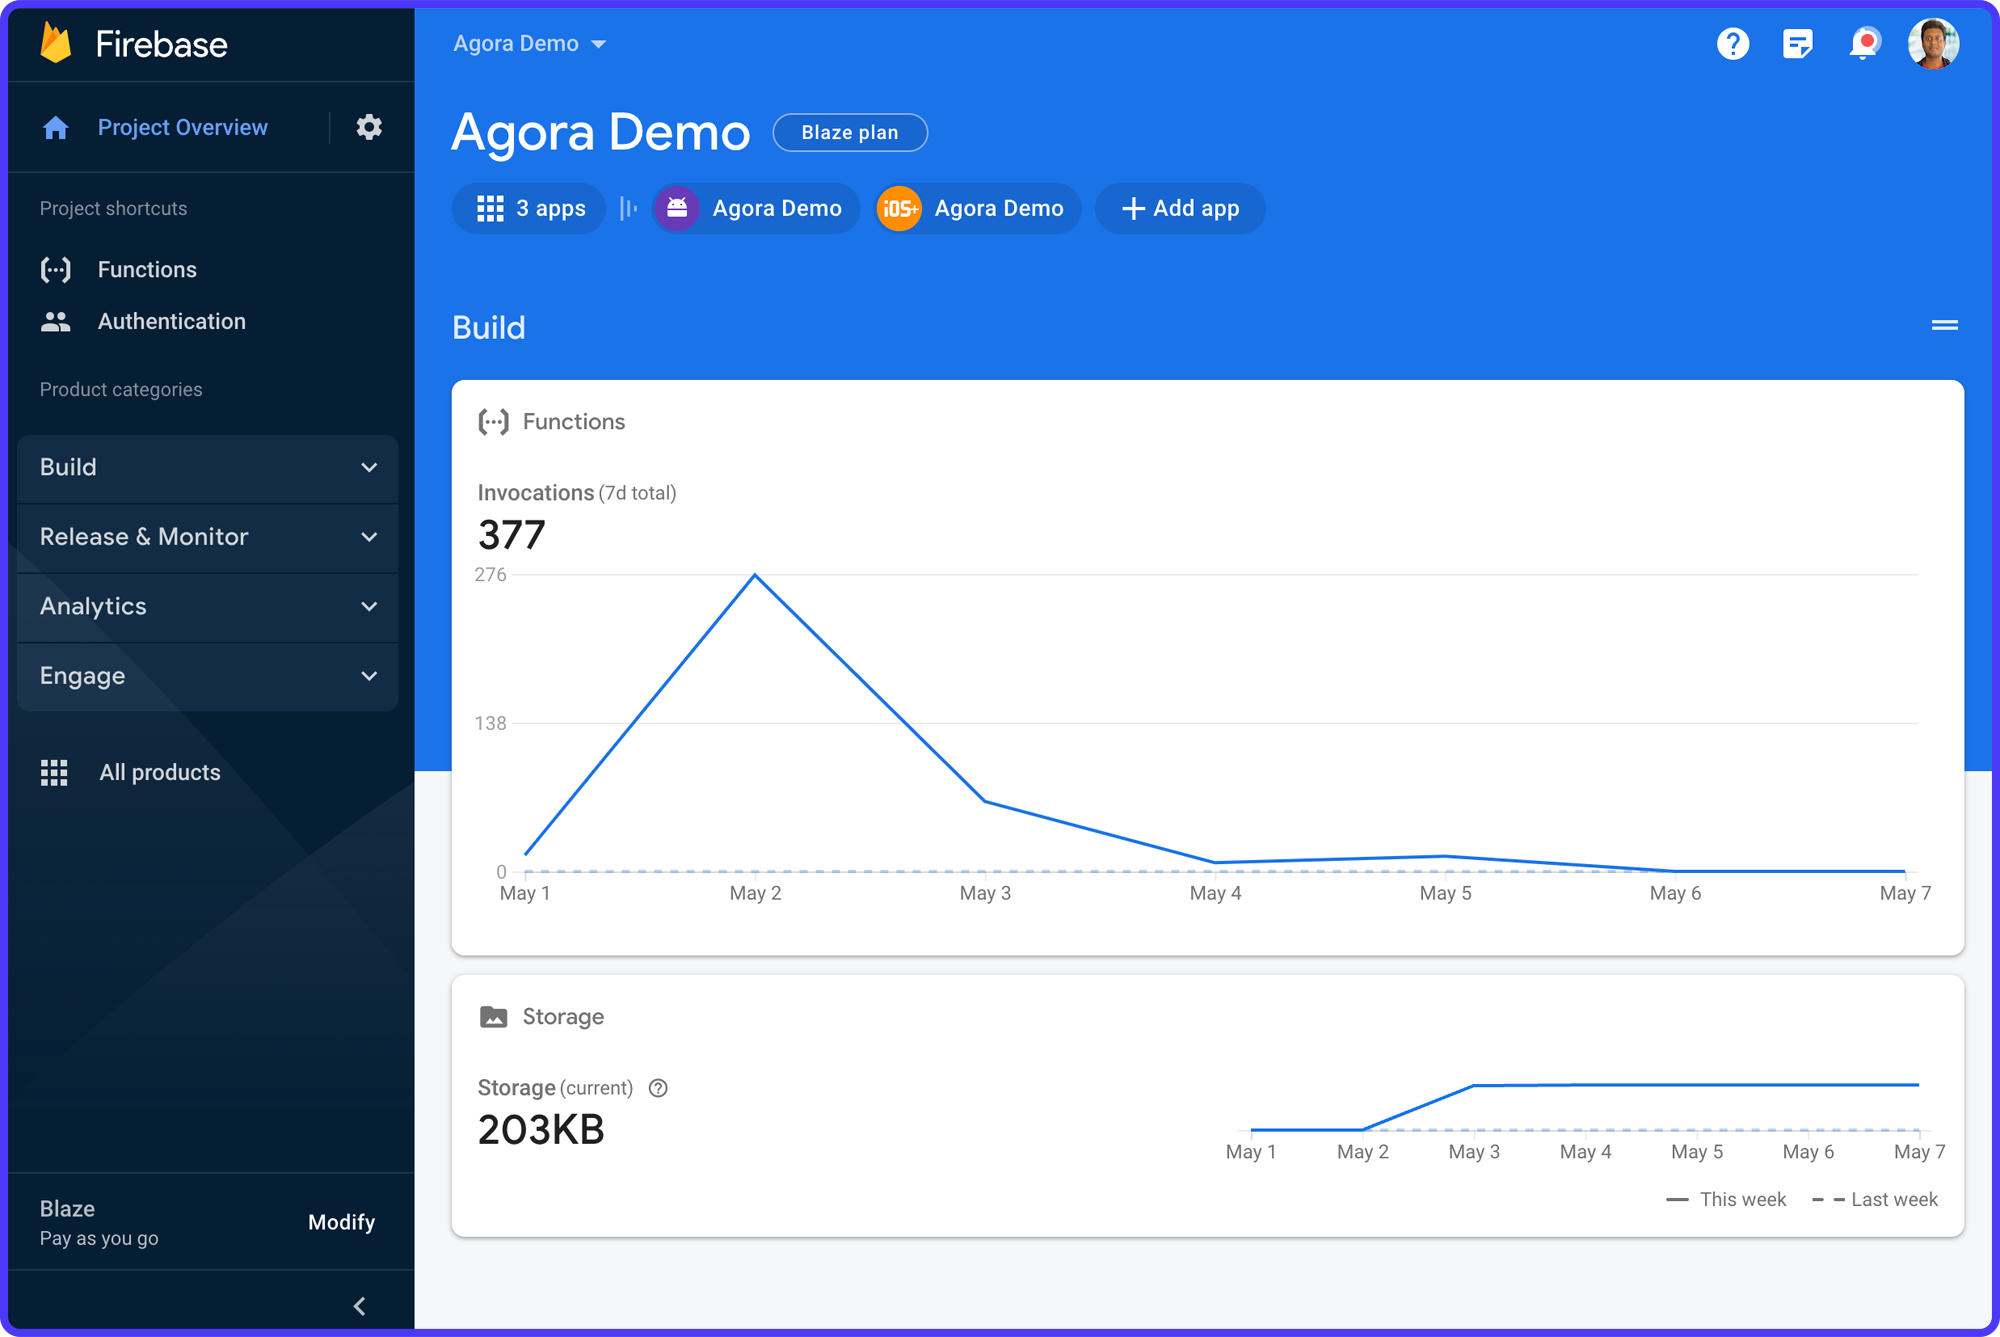 Firebase
Project Overview
Project shortcuts
Functions
Authentication
Product categories
Build
Release & Monitor
Analytics
Engage
All products
Blaze
Pay as you go
Modify
Agora Demo
Agora Demo
Blaze plan
3 apps
Agora Demo
iOS+
Agora Demo
+ Add app
Build
Functions
Invocations (7d total)
377
276
138
0
May 1 May 2 May 3 May 4 May 5 May 6 May 7
Storage
Storage (current)
203KB
May 1 May 2 May 3 May 4 May 5 May 6 May 7
This week Last week